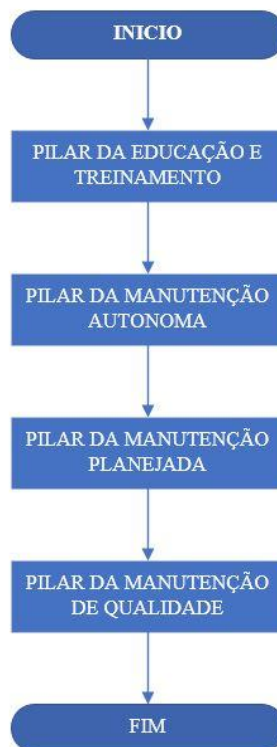 INICIO
PILAR DA EDUCAÇÃO E
TREINAMENTO
PILAR DA MANUTENÇÃO
AUTONOMA
PILAR DA MANUTENÇÃO
PLANEJADA
PILAR DA MANUTENÇÃO
DE QUALIDADE
FIM